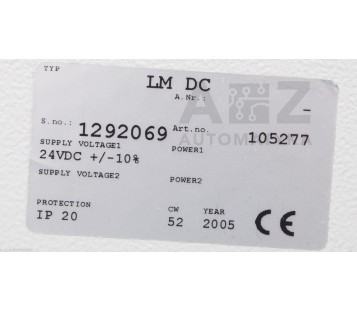 TYP
LM DC
A.Nr.:
-
S.no.: 1292069 Art.no. 105277
SUPPLY VOLTAGE1 POWER1
24VDC +/-10%
SUPPLY VOLTAGE2 POWER2
PROTECTION CW YEAR
IP 20 52 2005 CE